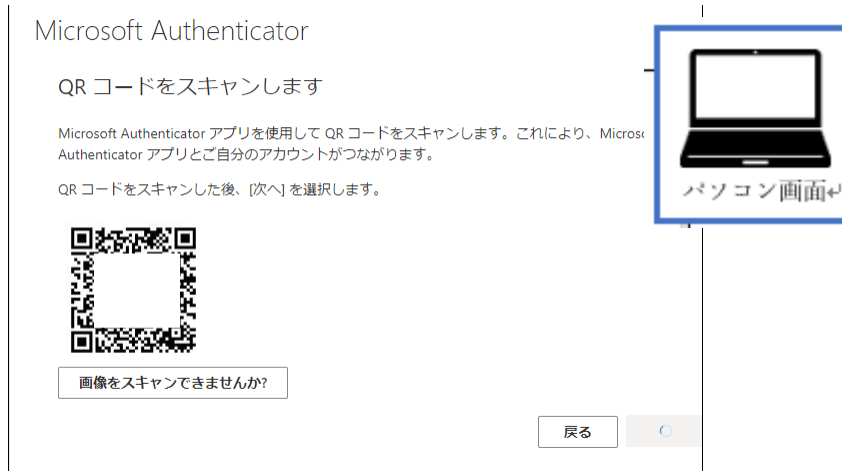 Microsoft Authenticator
QR コードをスキャンします
Microsoft Authenticator アプリを使用して QR コードをスキャンします。これにより、Micros
Authenticator アプリとご自分のアカウントがつながります。
QR コードをスキャンした後、[次へ] を選択します。
画像をスキャンできませんか?
戻る
パソコン画面↵